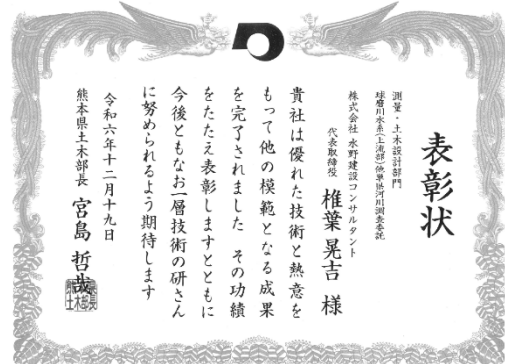 表彰状
測量・土木設計部門
球磨川水系(上流部)他単県河川調査委託
株式会社 水野建設コンサルタント
代表取締役 椎葉 晃吉 様
貴社は優れた技術と熱意を
もって他の模範となる成果
を完了されました その功績
をたたえ表彰しますとともに
今後ともなお一層技術の研さん
に努められるよう期待します
令和六年十二月十九日
熊本県土木部長 宮島 哲哉